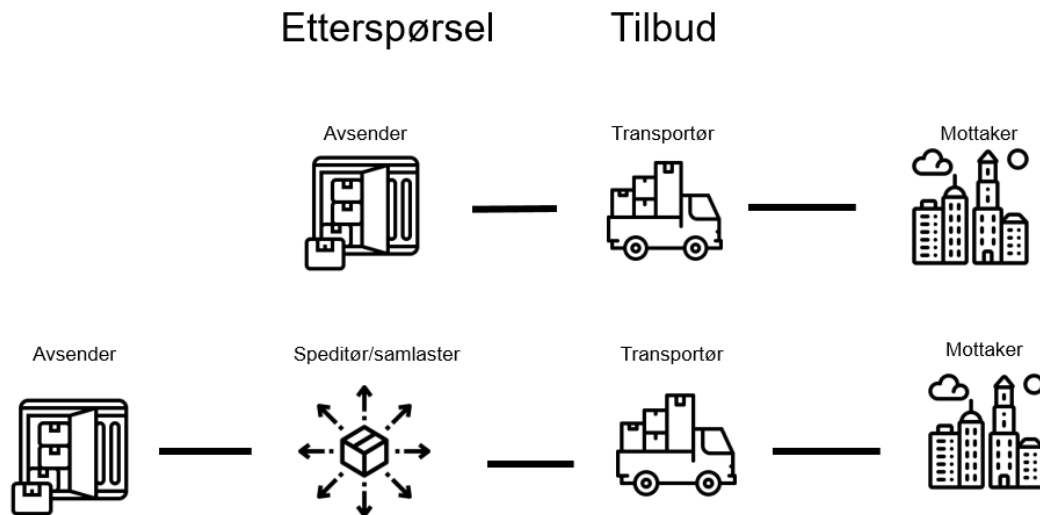 Etterspørsel Tilbud
Avsender Transportør Mottaker
Avsender Speditør/samlaster Transportør Mottaker